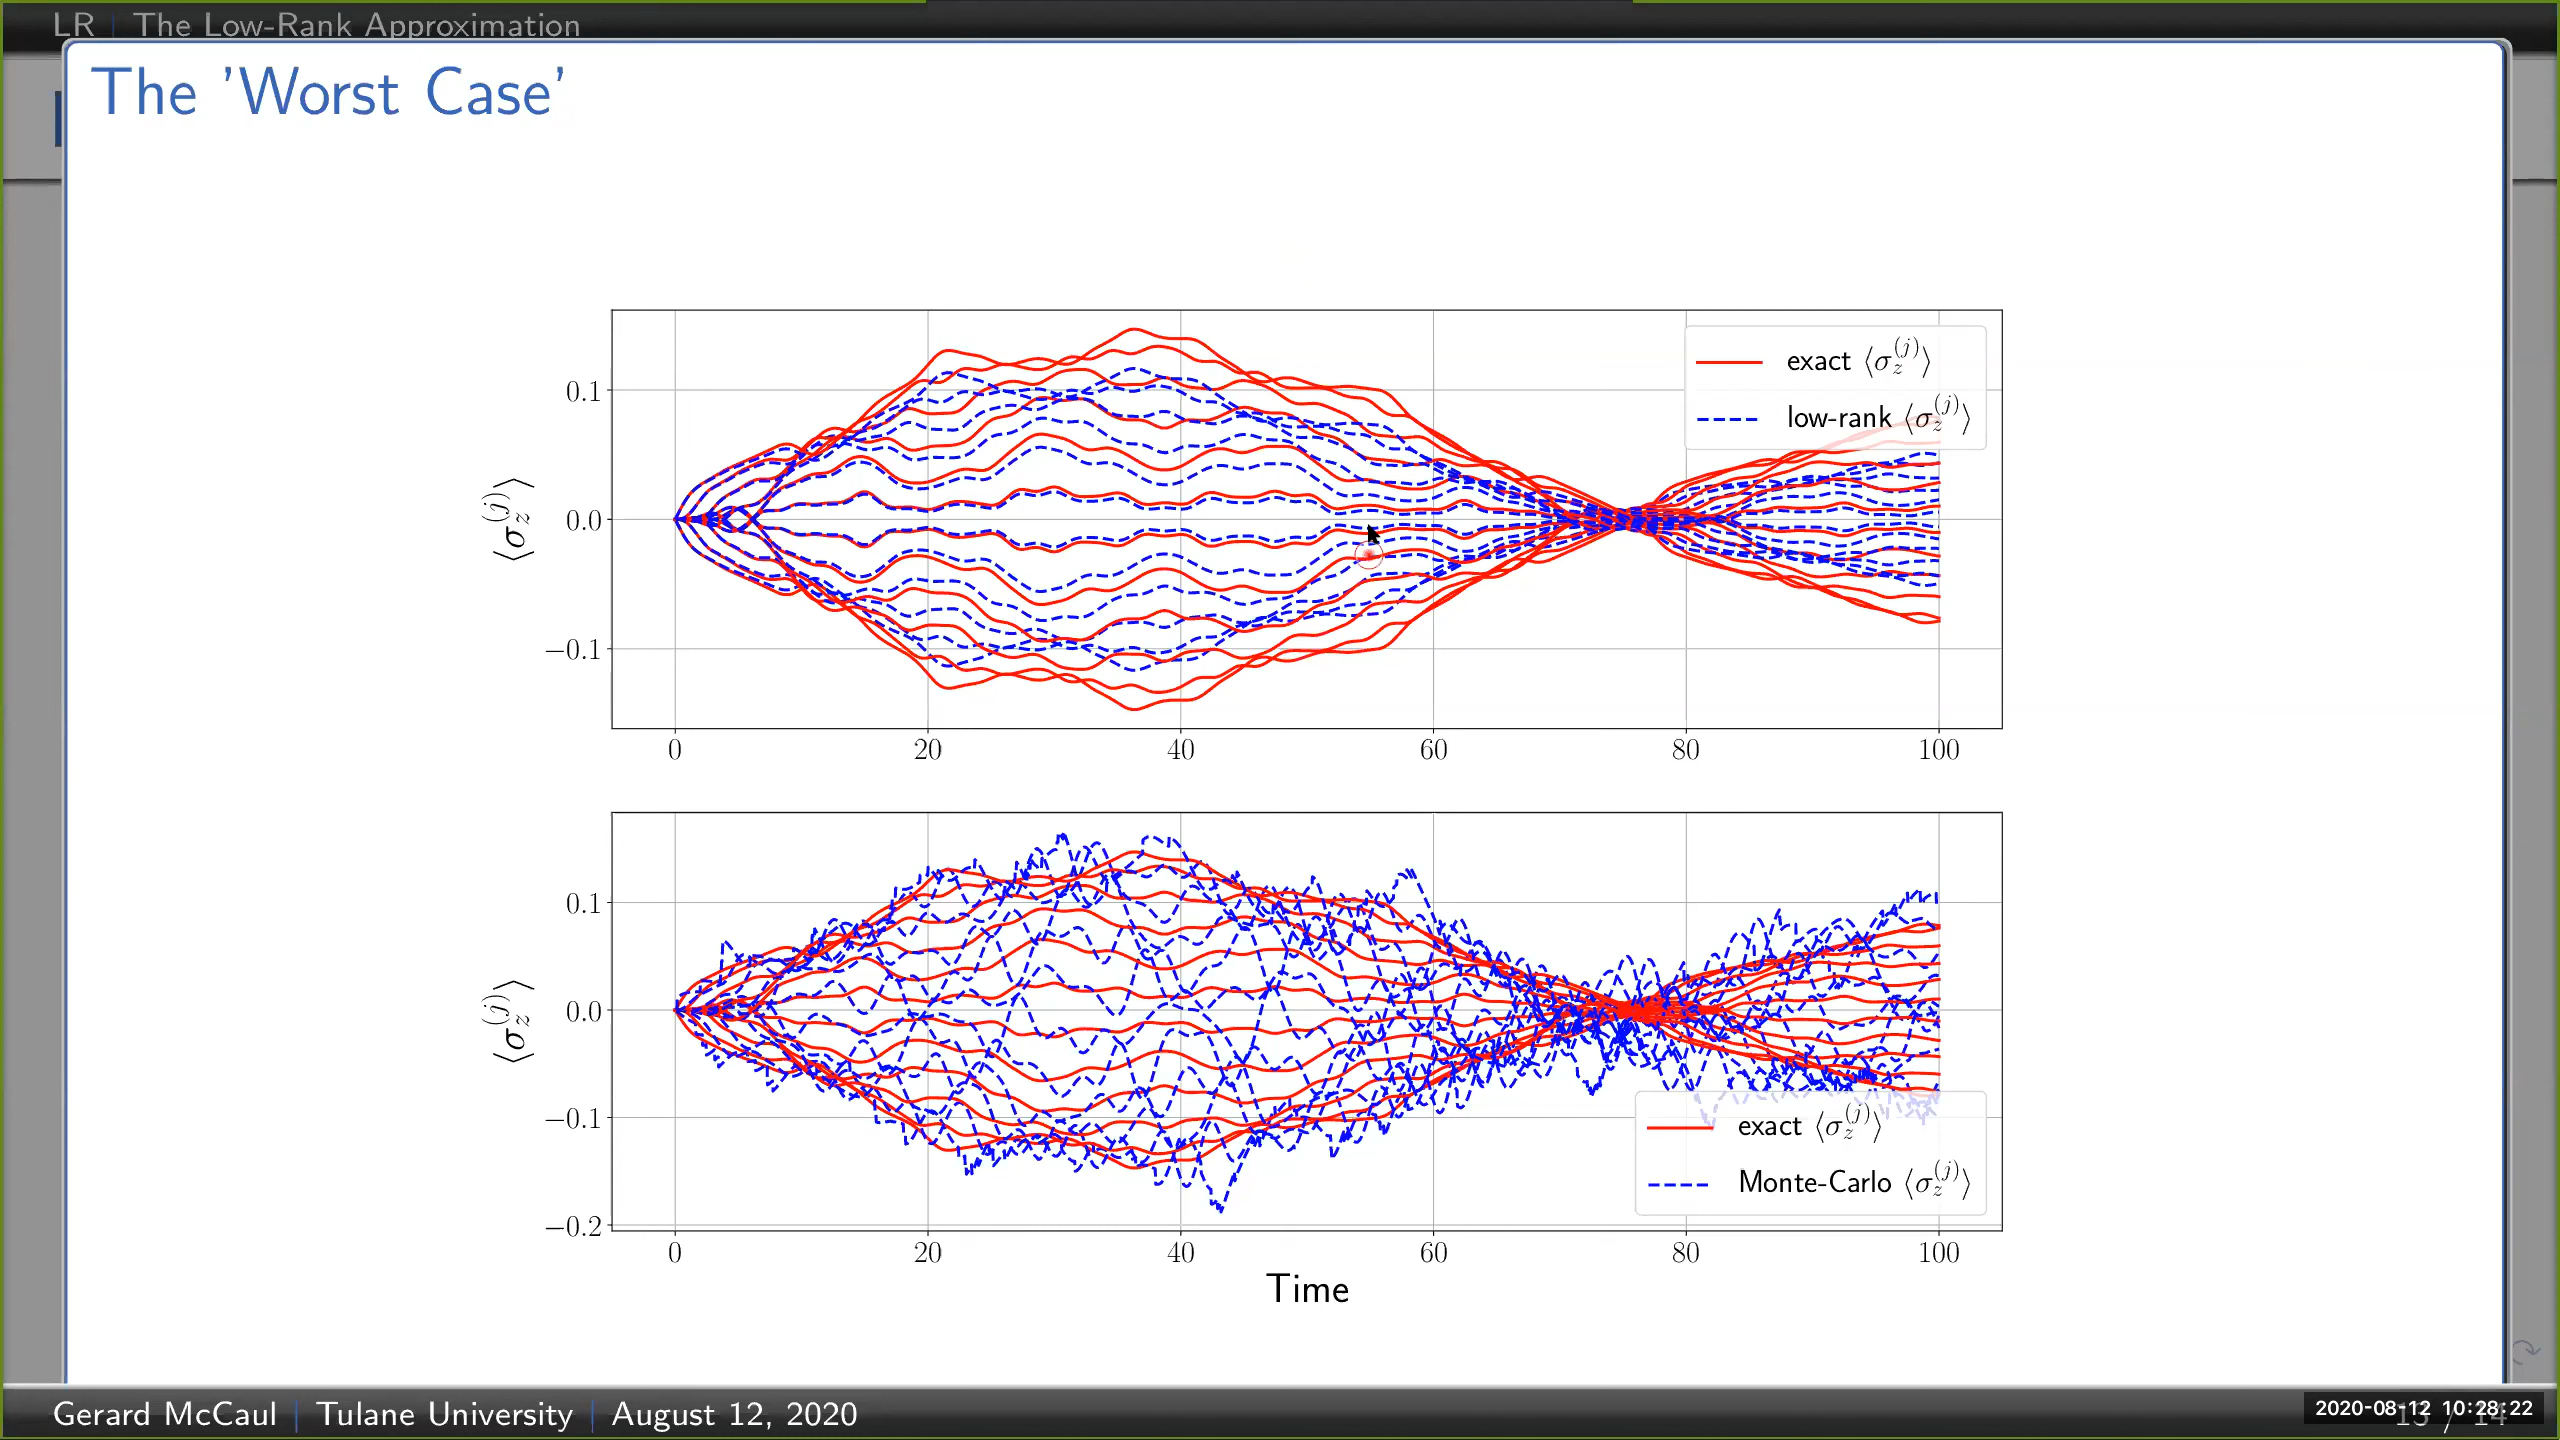 LR | The Low-Rank Approximation
The 'Worst Case'
exact ⟨σ_z^(j)⟩
low-rank ⟨σ_z^(j)⟩
⟨σ_z^(j)⟩
0.1
0.0
−0.1
0 20 40 60 80 100
⟨σ_z^(j)⟩
0.1
0.0
−0.1
−0.2
exact ⟨σ_z^(j)⟩
Monte-Carlo ⟨σ_z^(j)⟩
0 20 40 60 80 100
Time
Gerard McCaul | Tulane University | August 12, 2020
2020-08-12 10:28:22